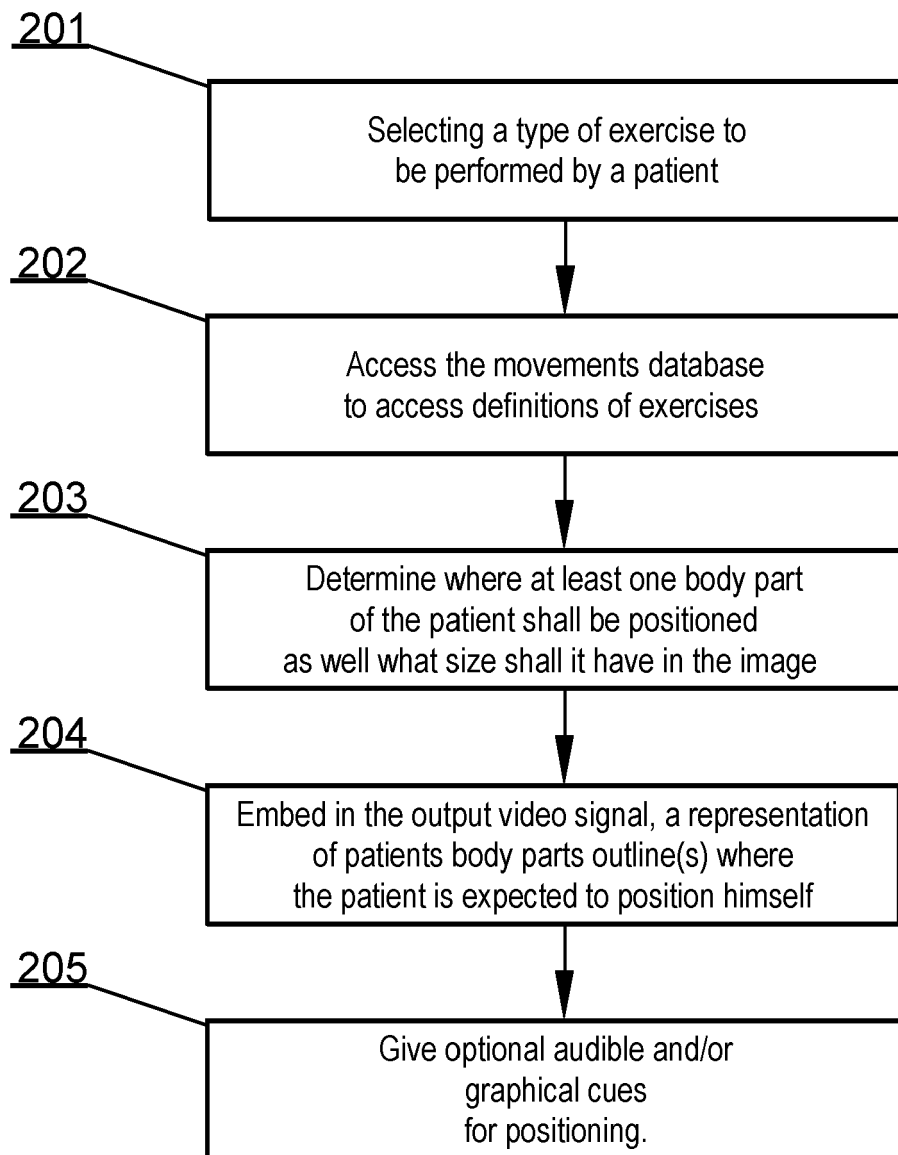 201
Selecting a type of exercise to
be performed by a patient
202
Access the movements database
to access definitions of exercises
203
Determine where at least one body part
of the patient shall be positioned
as well what size shall it have in the image
204
Embed in the output video signal, a representation
of patients body parts outline(s) where
the patient is expected to position himself
205
Give optional audible and/or
graphical cues
for positioning.